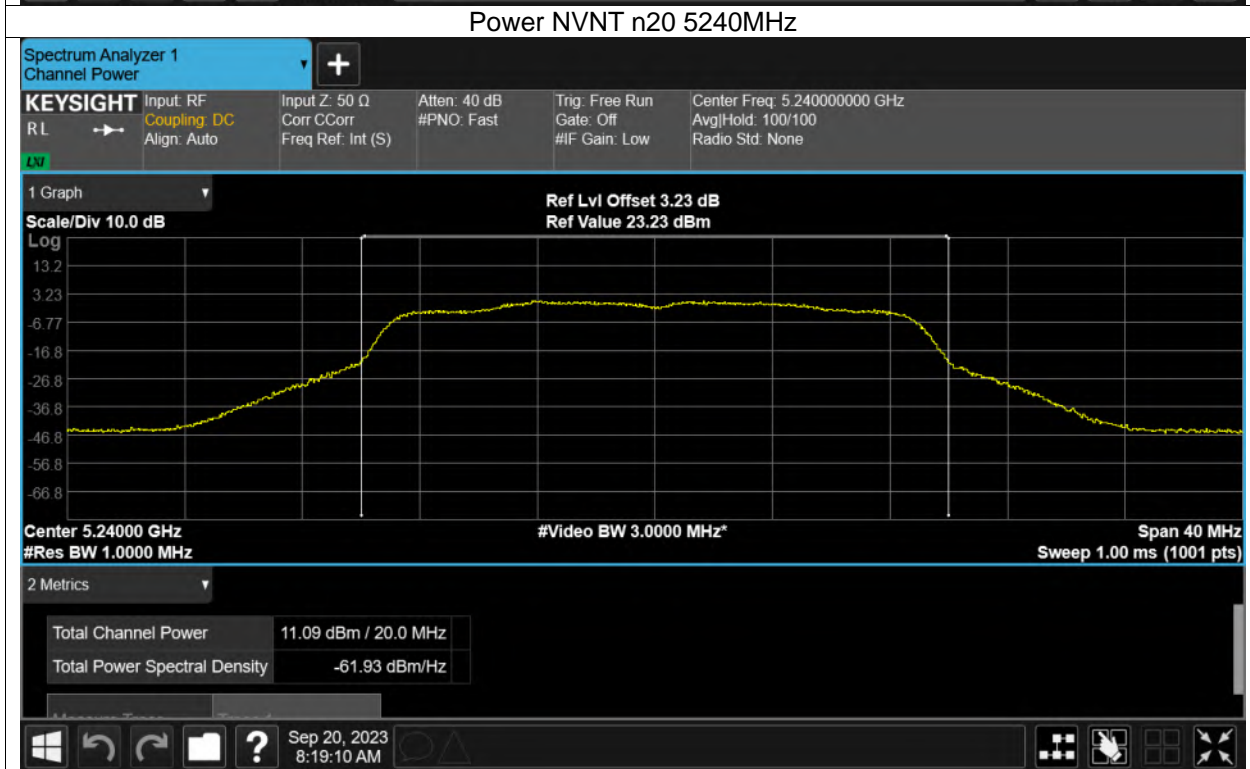 Power NVNT n20 5240MHz
Spectrum Analyzer 1
Channel Power
KEYSIGHT
RL
LXI
Input: RF
Coupling: DC
Align: Auto
Input Z: 50 Ω
Corr CCorr
Freq Ref: Int (S)
Atten: 40 dB
#PNO: Fast
Trig: Free Run
Gate: Off
#IF Gain: Low
Center Freq: 5.240000000 GHz
Avg|Hold: 100/100
Radio Std: None
1 Graph
Scale/Div 10.0 dB
Ref Lvl Offset 3.23 dB
Ref Value 23.23 dBm
Log
13.2
3.23
-6.77
-16.8
-26.8
-36.8
-46.8
-56.8
-66.8
Center 5.24000 GHz
#Video BW 3.0000 MHz*
Span 40 MHz
#Res BW 1.0000 MHz
Sweep 1.00 ms (1001 pts)
2 Metrics
Total Channel Power 11.09 dBm / 20.0 MHz
Total Power Spectral Density -61.93 dBm/Hz
?
Sep 20, 2023
8:19:10 AM